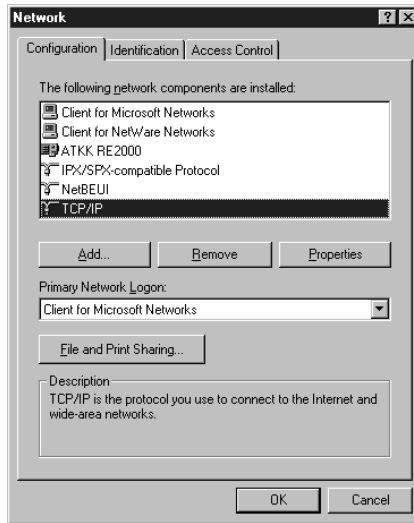 Network
Configuration Identification Access Control
The following network components are installed:
Client for Microsoft Networks
Client for NetWare Networks
ATKK RE2000
IPX/SPX-compatible Protocol
NetBEUI
TCP/IP
Add... Remove Properties
Primary Network Logon:
Client for Microsoft Networks
File and Print Sharing...
Description
TCP/IP is the protocol you use to connect to the Internet and
wide-area networks.
OK Cancel